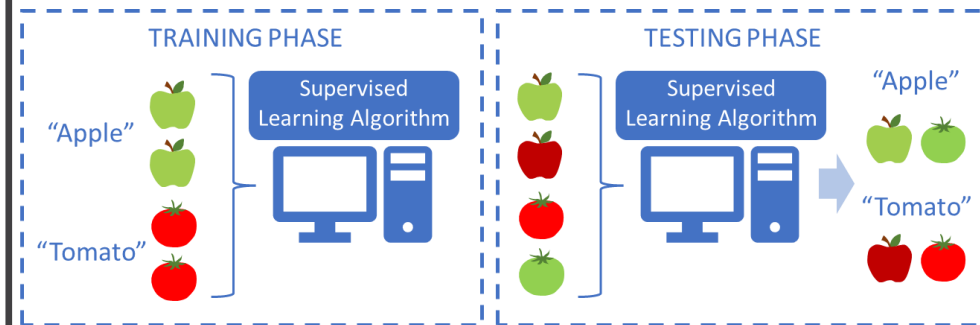 TRAINING PHASE
"Apple"
"Tomato"
Supervised
Learning Algorithm
TESTING PHASE
Supervised
Learning Algorithm
“Apple”
“Tomato”